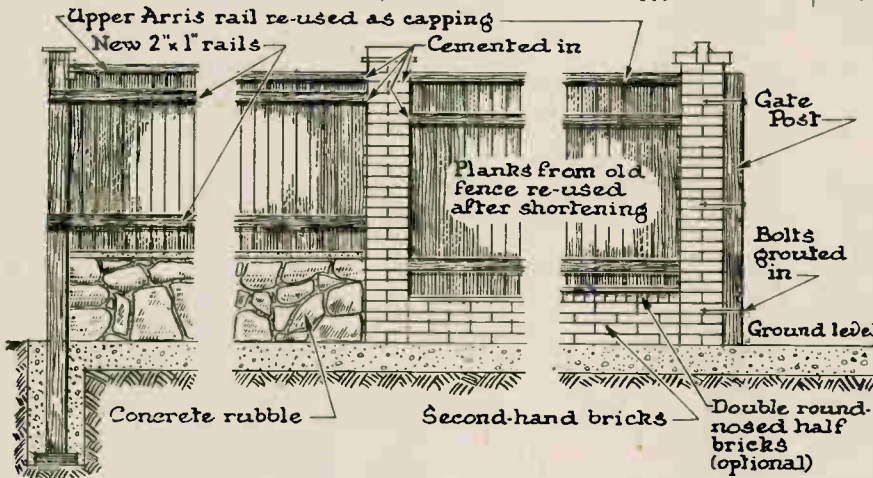 Upper Arris rail re-used as capping
New 2"x 1" rails
Cemented in
Gate
Post
Planks from old
fence re-used
after shortening
Bolts
grouted
in
Ground level
Concrete rubble
Second-hand bricks
Double round-
nosed half
bricks
(optional)